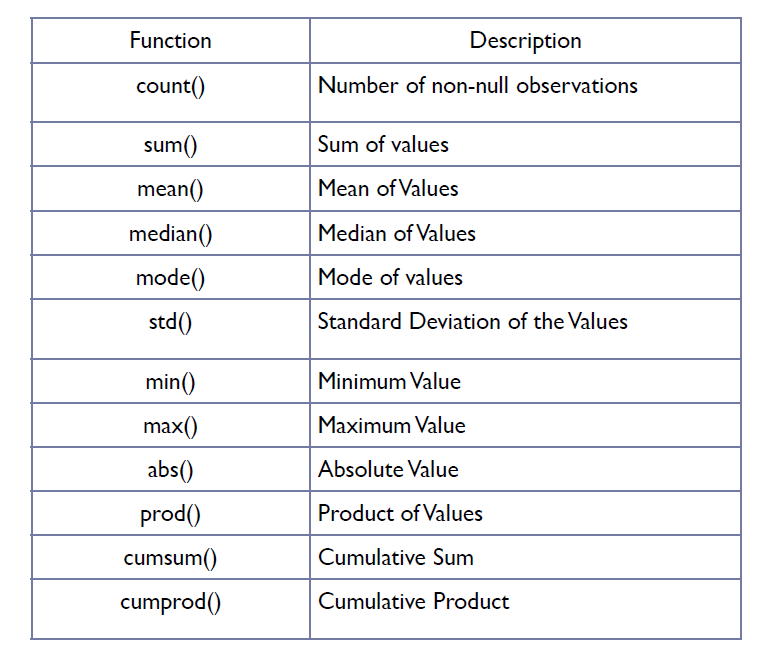 Function Description
count() Number of non-null observations
sum() Sum of values
mean() Mean of Values
median() Median of Values
mode() Mode of values
std() Standard Deviation of the Values
min() Minimum Value
max() Maximum Value
abs() Absolute Value
prod() Product of Values
cumsum() Cumulative Sum
cumprod() Cumulative Product